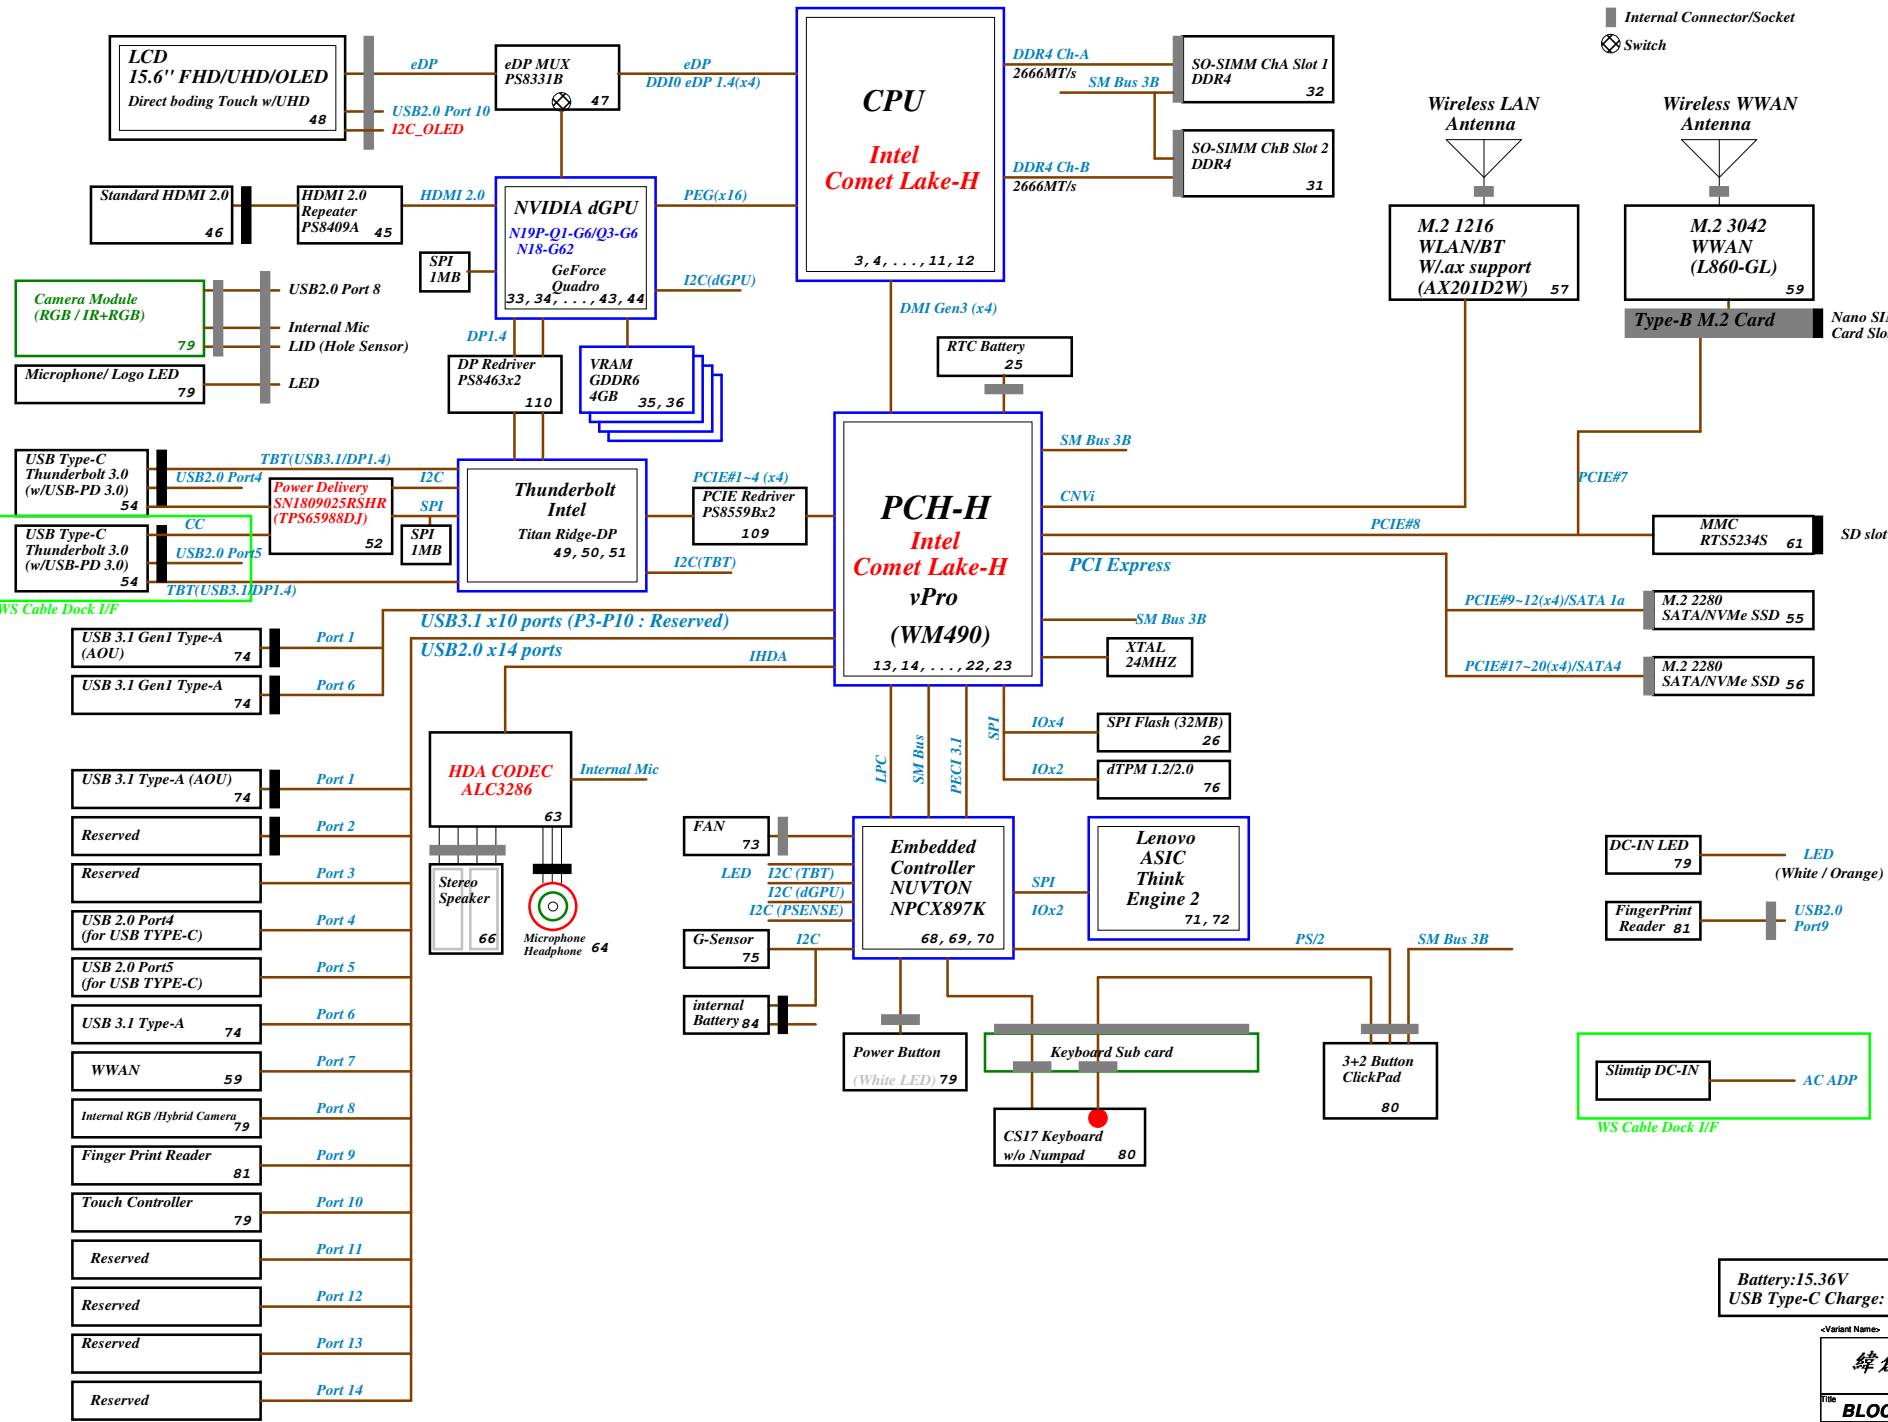 Internal Connector/Socket
Switch
LCD
15.6'' FHD/UHD/OLED
Direct boding Touch w/UHD
48
eDP
USB2.0 Port 10
I2C_OLED
eDP MUX
PS8331B
47
eDP
DDI0 eDP 1.4(x4)
CPU
Intel
Comet Lake-H
3,4,...,11,12
DDR4 Ch-A
2666MT/s
SM Bus 3B
SO-SIMM ChA Slot 1
DDR4
32
DDR4 Ch-B
2666MT/s
SO-SIMM ChB Slot 2
DDR4
31
Wireless LAN
Antenna
Wireless WWAN
Antenna
M.2 1216
WLAN/BT
W/.ax support
(AX201D2W)
57
M.2 3042
WWAN
(L860-GL)
59
Type-B M.2 Card
Nano SI
Card Slo
Standard HDMI 2.0
46
HDMI 2.0
Repeater
PS8409A
45
HDMI 2.0
NVIDIA dGPU
N19P-Q1-G6/Q3-G6
N18-G62
GeForce
Quadro
33,34,...,43,44
PEG(x16)
I2C(dGPU)
SPI
1MB
DP1.4
Camera Module
(RGB / IR+RGB)
79
USB2.0 Port 8
Internal Mic
LID (Hole Sensor)
Microphone/ Logo LED
79
LED
DP Redriver
PS8463x2
110
VRAM
GDDR6
4GB
35,36
DMI Gen3 (x4)
RTC Battery
25
USB Type-C
Thunderbolt 3.0
(w/USB-PD 3.0)
54
TBT(USB3.1/DP1.4)
USB2.0 Port4
CC
USB Type-C
Thunderbolt 3.0
(w/USB-PD 3.0)
54
USB2.0 Port5
TBT(USB3.1/DP1.4)
WS Cable Dock I/F
Power Delivery
SN1809025RSHR
(TPS65988DJ)
52
I2C
SPI
SPI
1MB
Thunderbolt
Intel
Titan Ridge-DP
49,50,51
PCIE#1~4 (x4)
PCIE Redriver
PS8559Bx2
109
I2C(TBT)
PCH-H
Intel
Comet Lake-H
vPro
(WM490)
13,14,...,22,23
SM Bus 3B
CNVi
PCIE#7
PCIE#8
PCI Express
MMC
RTS5234S
61
SD slot
PCIE#9~12(x4)/SATA 1a
M.2 2280
SATA/NVMe SSD
55
PCIE#17~20(x4)/SATA4
M.2 2280
SATA/NVMe SSD
56
SM Bus 3B
XTAL
24MHZ
USB3.1 x10 ports (P3-P10 : Reserved)
USB2.0 x14 ports
IHDA
USB 3.1 Gen1 Type-A
(AOU)
74
Port 1
USB 3.1 Gen1 Type-A
74
Port 6
HDA CODEC
ALC3286
63
Internal Mic
Stereo
Speaker
66
Microphone
Headphone
64
LPC
SM Bus
PECI 3.1
SPI
IOx4
SPI Flash (32MB)
26
IOx2
dTPM 1.2/2.0
76
USB 3.1 Type-A (AOU)
74
Port 1
Reserved
Port 2
Reserved
Port 3
USB 2.0 Port4
(for USB TYPE-C)
Port 4
USB 2.0 Port5
(for USB TYPE-C)
Port 5
USB 3.1 Type-A
74
Port 6
WWAN
59
Port 7
Internal RGB /Hybrid Camera
79
Port 8
Finger Print Reader
81
Port 9
Touch Controller
79
Port 10
Reserved
Port 11
Reserved
Port 12
Reserved
Port 13
Reserved
Port 14
FAN
73
LED
I2C (TBT)
I2C (dGPU)
I2C (PSENSE)
G-Sensor
75
I2C
internal
Battery
84
Embedded
Controller
NUVTON
NPCX897K
68,69,70
SPI
IOx2
Lenovo
ASIC
Think
Engine 2
71,72
PS/2
SM Bus 3B
Power Button
(White LED)
79
Keyboard Sub card
CS17 Keyboard
w/o Numpad
80
3+2 Button
ClickPad
80
DC-IN LED
79
LED
(White / Orange)
FingerPrint
Reader
81
USB2.0
Port9
Slimtip DC-IN
AC ADP
WS Cable Dock I/F
Battery:15.36V
USB Type-C Charge:
<Variant Name>
緯
Title
BLOC